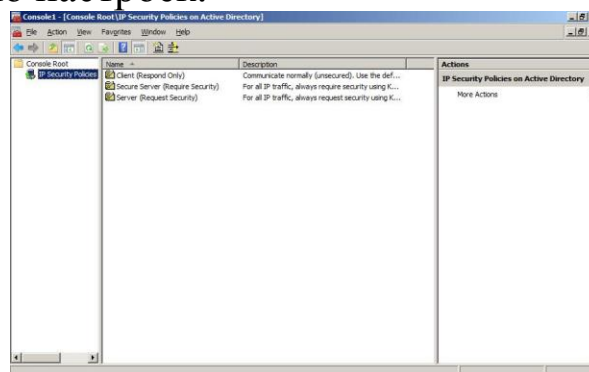 настроек.
Console1 - [Console Root\IP Security Policies on Active Directory]
File Action View Favorites Window Help
Console Root
IP Security Policies
Name
Description
Client (Respond Only)
Communicate normally (unsecured). Use the def...
Secure Server (Require Security)
For all IP traffic, always require security using K...
Server (Request Security)
For all IP traffic, always request security using K...
Actions
IP Security Policies on Active Directory
More Actions